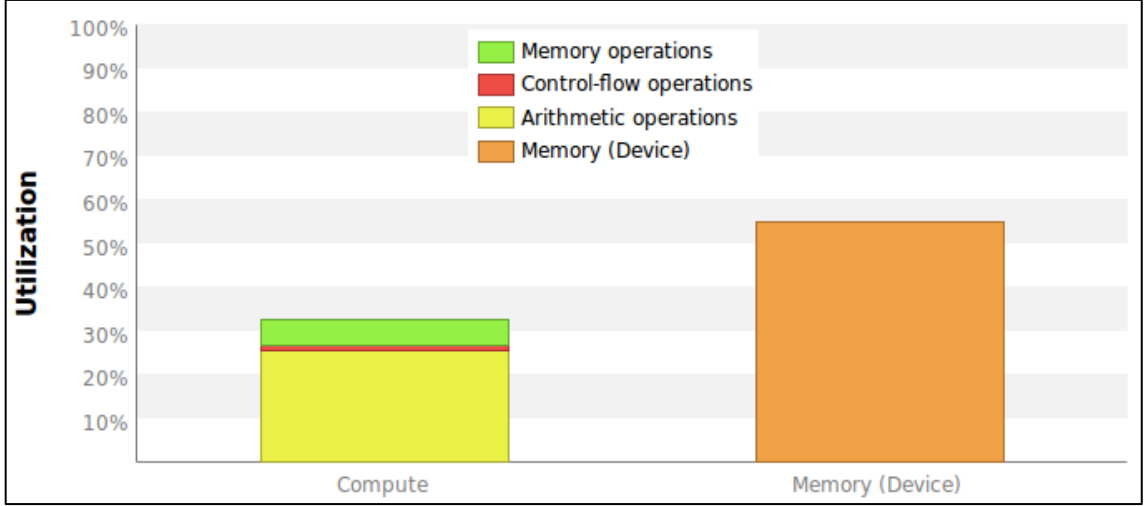 100%
90%
80%
70%
60%
50%
40%
30%
20%
10%
Utilization
Memory operations
Control-flow operations
Arithmetic operations
Memory (Device)
Compute
Memory (Device)